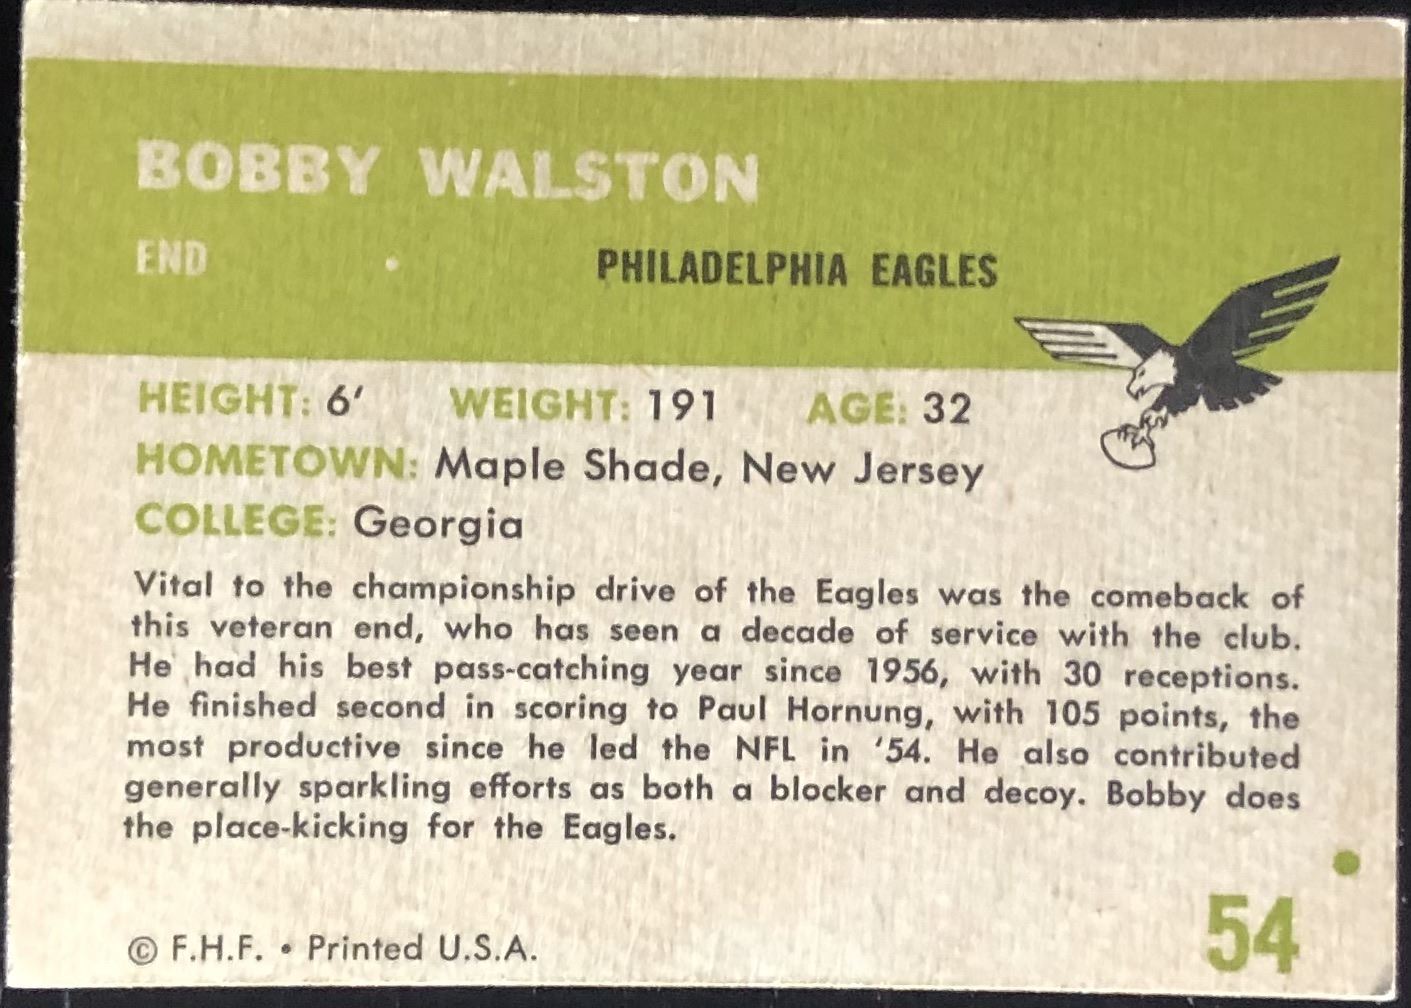 BOBBY WALSTON
END PHILADELPHIA EAGLES
HEIGHT: 6' WEIGHT: 191 AGE: 32
HOMETOWN: Maple Shade, New Jersey
COLLEGE: Georgia
Vital to the championship drive of the Eagles was the comeback of
this veteran end, who has seen a decade of service with the club.
He had his best pass-catching year since 1956, with 30 receptions.
He finished second in scoring to Paul Hornung, with 105 points, the
most productive since he led the NFL in '54. He also contributed
generally sparkling efforts as both a blocker and decoy. Bobby does
the place-kicking for the Eagles.
© F.H.F. • Printed U.S.A.
54